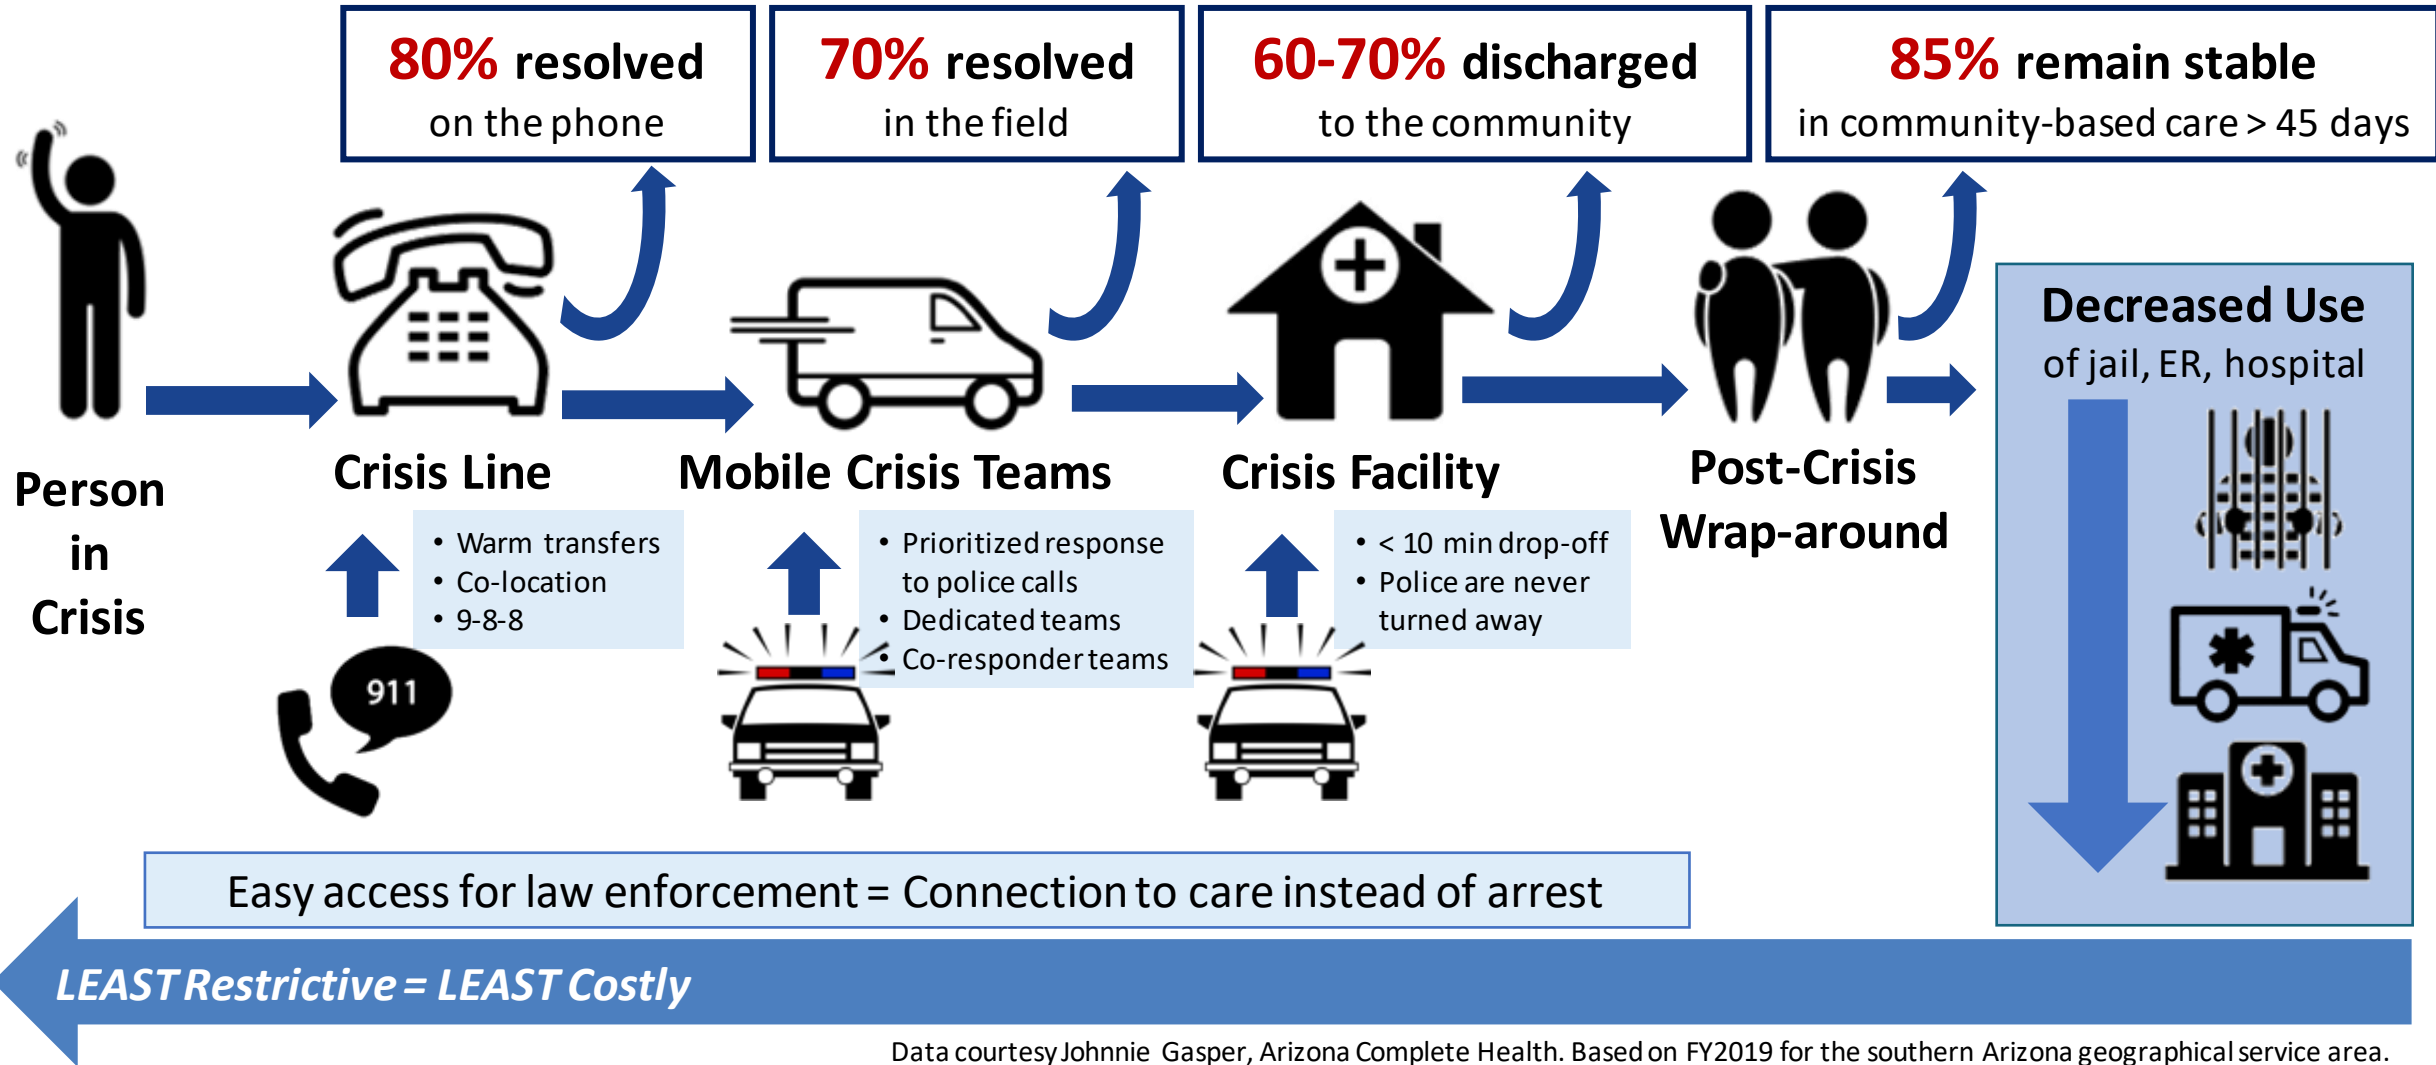 80% resolved
on the phone
70% resolved
in the field
60-70% discharged
to the community
85% remain stable
in community-based care > 45 days
Person
in
Crisis
Crisis Line
• Warm transfers
• Co-location
• 9-8-8
911
Mobile Crisis Teams
• Prioritized response
to police calls
• Dedicated teams
• Co-responder teams
Crisis Facility
• < 10 min drop-off
• Police are never
turned away
Post-Crisis
Wrap-around
Decreased Use
of jail, ER, hospital
Easy access for law enforcement = Connection to care instead of arrest
LEAST Restrictive = LEAST Costly
Data courtesy Johnnie Gasper, Arizona Complete Health. Based on FY2019 for the southern Arizona geographical service area.